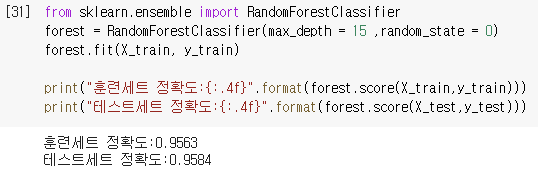 [31] from sklearn.ensemble import RandomForestClassifier
forest = RandomForestClassifier(max_depth = 15 ,random_state = 0)
forest.fit(X_train, y_train)
print("훈련세트 정확도:{:.4f}".format(forest.score(X_train,y_train)))
print("테스트세트 정확도:{:.4f}".format(forest.score(X_test,y_test)))
훈련세트 정확도:0.9563
테스트세트 정확도:0.9584